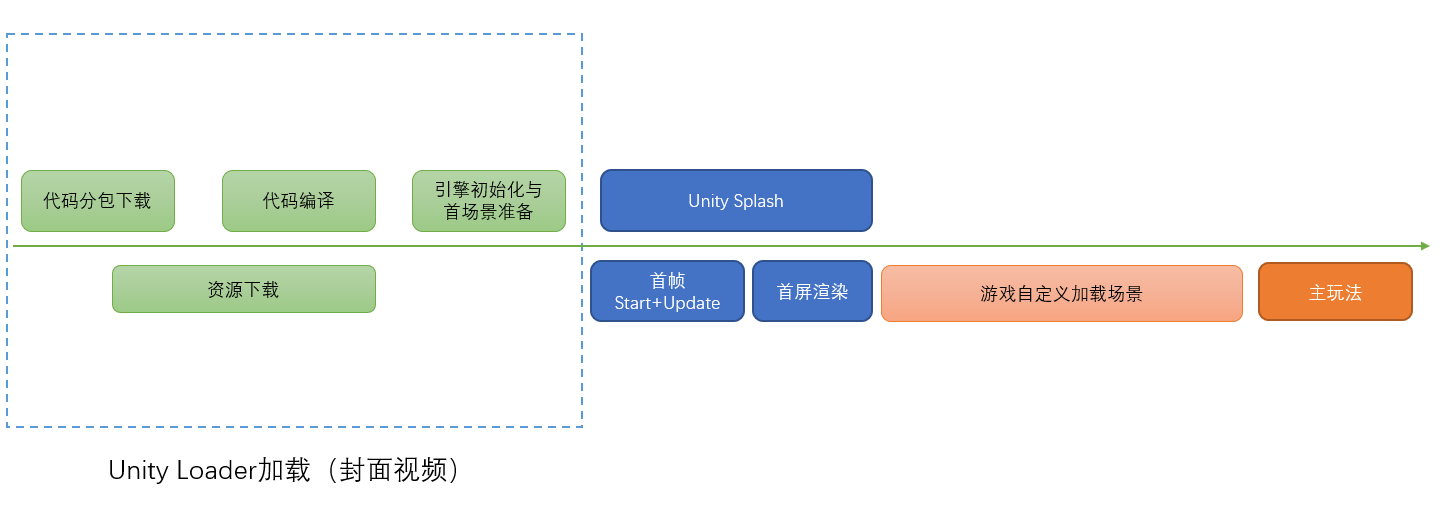 代码分包下载
代码编译
引擎初始化与
首场景准备
Unity Splash
资源下载
首帧
Start+Update
首屏渲染
游戏自定义加载场景
主玩法
Unity Loader加载（封面视频）